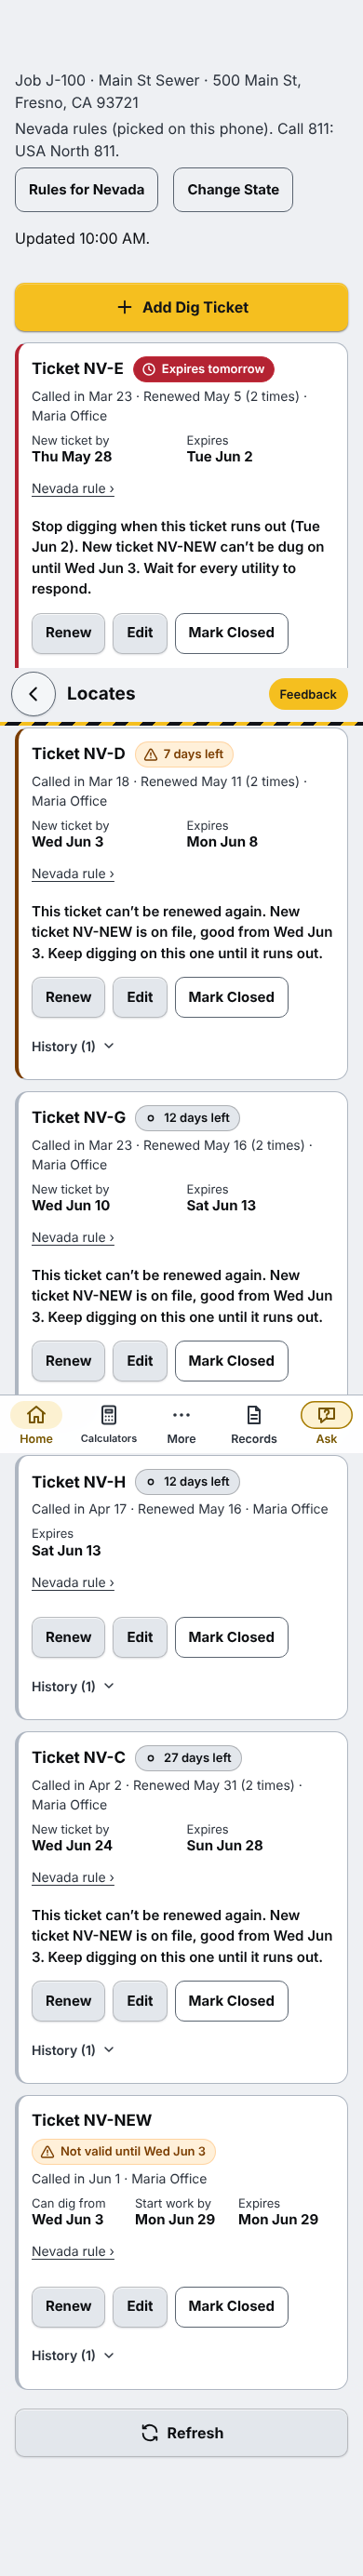 Job J-100 · Main St Sewer · 500 Main St,
Fresno, CA 93721
Nevada rules (picked on this phone). Call 811:
USA North 811.
Rules for Nevada
Change State
Updated 10:00 AM.
+ Add Dig Ticket
Ticket NV-E
Expires tomorrow
Called in Mar 23 · Renewed May 5 (2 times) ·
Maria Office
New ticket by
Expires
Thu May 28
Tue Jun 2
Nevada rule ›
Stop digging when this ticket runs out (Tue
Jun 2). New ticket NV-NEW can’t be dug on
until Wed Jun 3. Wait for every utility to
respond.
Renew
Edit
Mark Closed
Locates
Feedback
Ticket NV-D
7 days left
Called in Mar 18 · Renewed May 11 (2 times) ·
Maria Office
New ticket by
Expires
Wed Jun 3
Mon Jun 8
Nevada rule ›
This ticket can’t be renewed again. New
ticket NV-NEW is on file, good from Wed Jun
3. Keep digging on this one until it runs out.
Renew
Edit
Mark Closed
History (1)
Ticket NV-G
12 days left
Called in Mar 23 · Renewed May 16 (2 times) ·
Maria Office
New ticket by
Expires
Wed Jun 10
Sat Jun 13
Nevada rule ›
This ticket can’t be renewed again. New
ticket NV-NEW is on file, good from Wed Jun
3. Keep digging on this one until it runs out.
Renew
Edit
Mark Closed
Home
Calculators
More
Records
Ask
Ticket NV-H
12 days left
Called in Apr 17 · Renewed May 16 · Maria Office
Expires
Sat Jun 13
Nevada rule ›
Renew
Edit
Mark Closed
History (1)
Ticket NV-C
27 days left
Called in Apr 2 · Renewed May 31 (2 times) ·
Maria Office
New ticket by
Expires
Wed Jun 24
Sun Jun 28
Nevada rule ›
This ticket can’t be renewed again. New
ticket NV-NEW is on file, good from Wed Jun
3. Keep digging on this one until it runs out.
Renew
Edit
Mark Closed
History (1)
Ticket NV-NEW
Not valid until Wed Jun 3
Called in Jun 1 · Maria Office
Can dig from
Start work by
Expires
Wed Jun 3
Mon Jun 29
Mon Jun 29
Nevada rule ›
Renew
Edit
Mark Closed
History (1)
Refresh